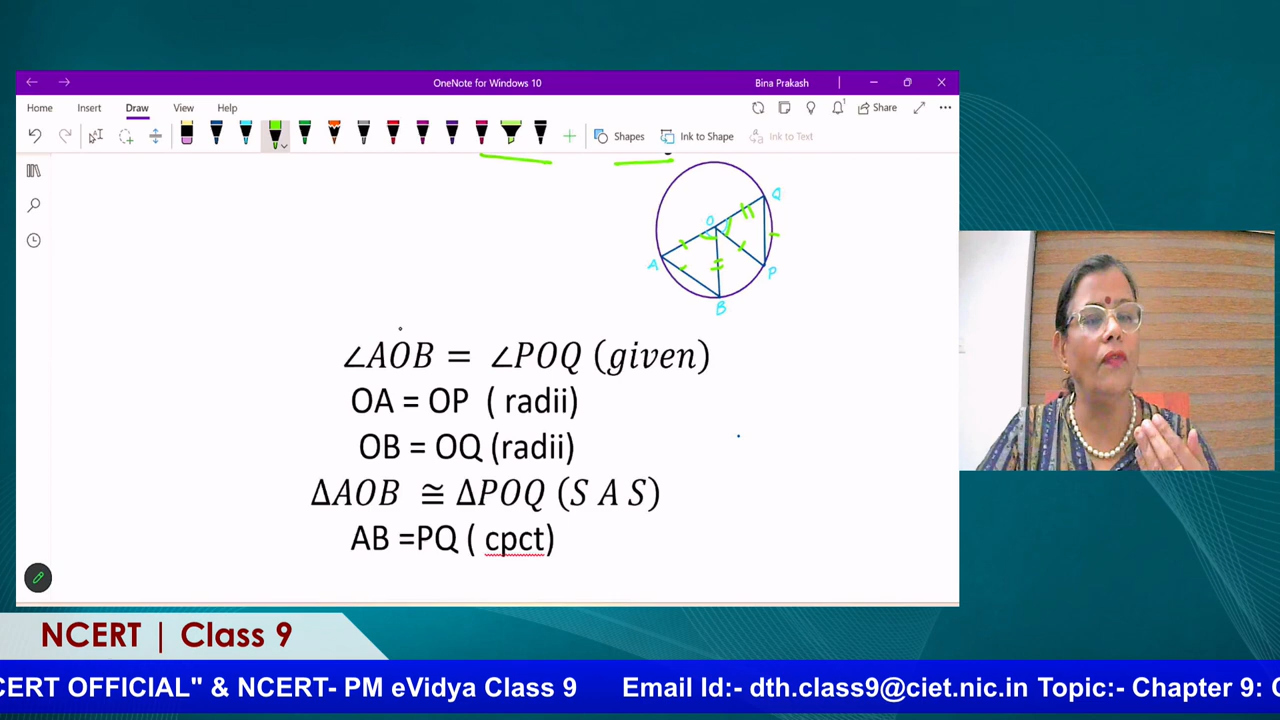 OneNote for Windows 10
Bina Prakash
Home Insert Draw View Help
Share
Shapes
Ink to Shape
Ink to Text
Q
O
A
P
B
∠AOB = ∠POQ (given)
OA = OP ( radii)
OB = OQ (radii)
ΔAOB ≅ ΔPOQ (S A S)
AB =PQ ( cpct)
NCERT | Class 9
CERT OFFICIAL" & NCERT- PM eVidya Class 9 Email Id:- dth.class9@ciet.nic.in Topic:- Chapter 9: C